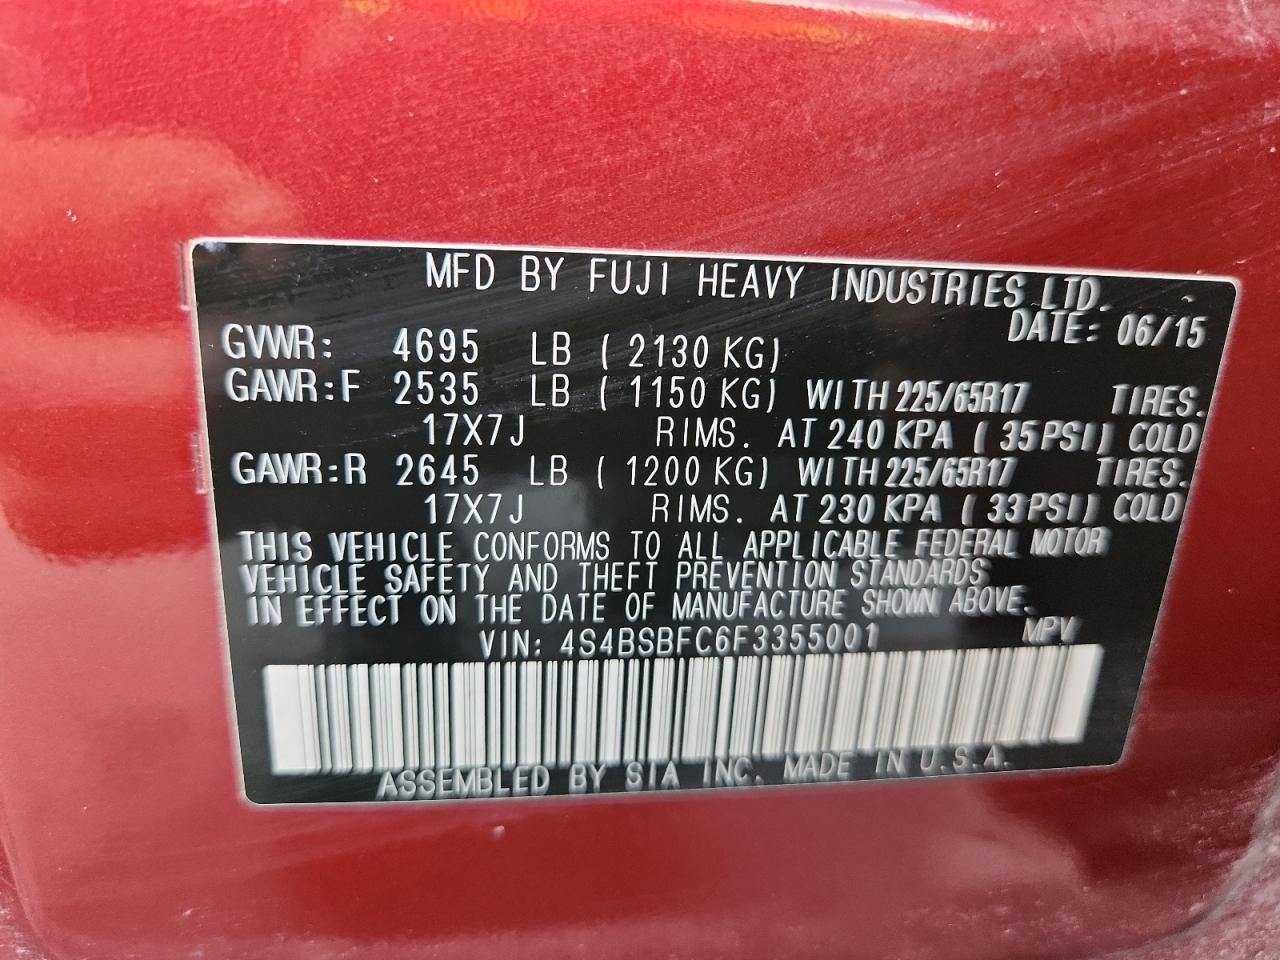 MFD BY FUJI HEAVY INDUSTRIES LTD.
DATE: 06/15
GVWR: 4695 LB ( 2130 KG)
GAWR:F 2535 LB ( 1150 KG) WITH 225/65R17 TIRES.
17X7J RIMS. AT 240 KPA ( 35PSI) COLD
GAWR:R 2645 LB ( 1200 KG) WITH 225/65R17 TIRES.
17X7J RIMS. AT 230 KPA ( 33PSI) COLD
THIS VEHICLE CONFORMS TO ALL APPLICABLE FEDERAL MOTOR
VEHICLE SAFETY AND THEFT PREVENTION STANDARDS
IN EFFECT ON THE DATE OF MANUFACTURE SHOWN ABOVE.
VIN: 4S4BSBFC6F3355001 MPV
ASSEMBLED BY SIA INC. MADE IN U.S.A.